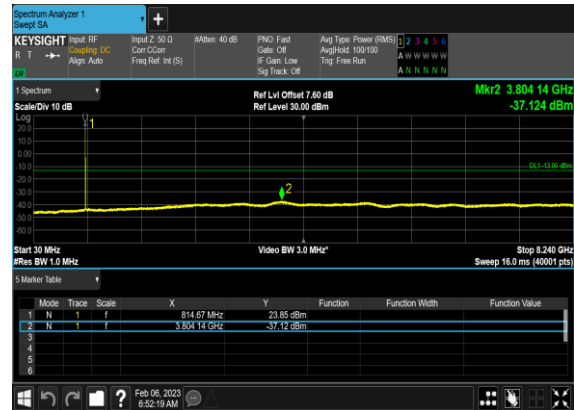 Spectrum Analyzer 1
Swept SA
+
KEYSIGHT Input: RF Input Z: 50 Ω #Atten: 40 dB PNO: Fast Avg Type: Power (RMS) 1 2 3 4 5 6
R T Coupling: DC Corr CCorr Gate: Off Avg|Hold: 100/100 A W W W W W
Align: Auto Freq Ref: Int (S) IF Gain: Low Trig: Free Run
LW Sig Track: Off A N N N N N
1 Spectrum Ref Lvl Offset 7.60 dB Mkr2 3.804 14 GHz
Scale/Div 10 dB Ref Level 30.00 dBm -37.124 dBm
Log
1
20.0
10.0
0.00
-10.0
DL1 -13.00 dBm
-20.0
-30.0
2
-40.0
-50.0
-60.0
Start 30 MHz Video BW 3.0 MHz* Stop 8.240 GHz
#Res BW 1.0 MHz Sweep 16.0 ms (40001 pts)
5 Marker Table
Mode Trace Scale X Y Function Function Width Function Value
1 N 1 f 814.67 MHz 23.85 dBm
2 N 1 f 3.804 14 GHz -37.12 dBm
3
4
5
6
? Feb 06, 2023
6:52:19 AM